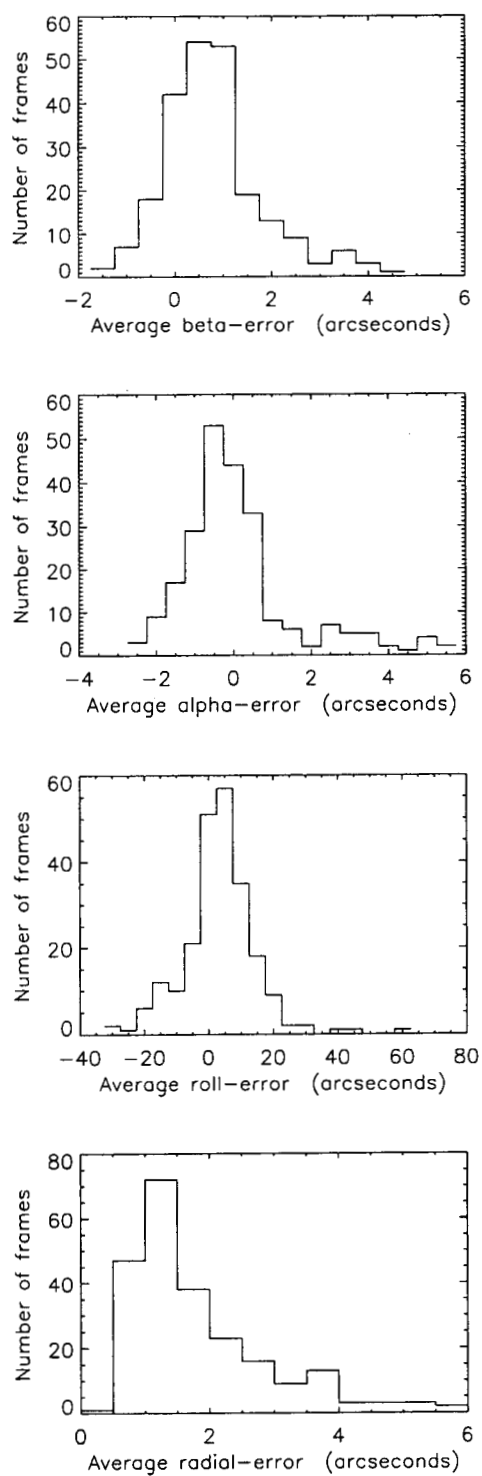 Number of frames
60
50
40
30
20
10
0
-2 0 2 4 6
Average beta-error (arcseconds)
Number of frames
60
50
40
30
20
10
0
-4 -2 0 2 4 6
Average alpha-error (arcseconds)
Number of frames
60
40
20
0
-40 -20 0 20 40 60 80
Average roll-error (arcseconds)
Number of frames
80
60
40
20
0
0 2 4 6
Average radial-error (arcseconds)